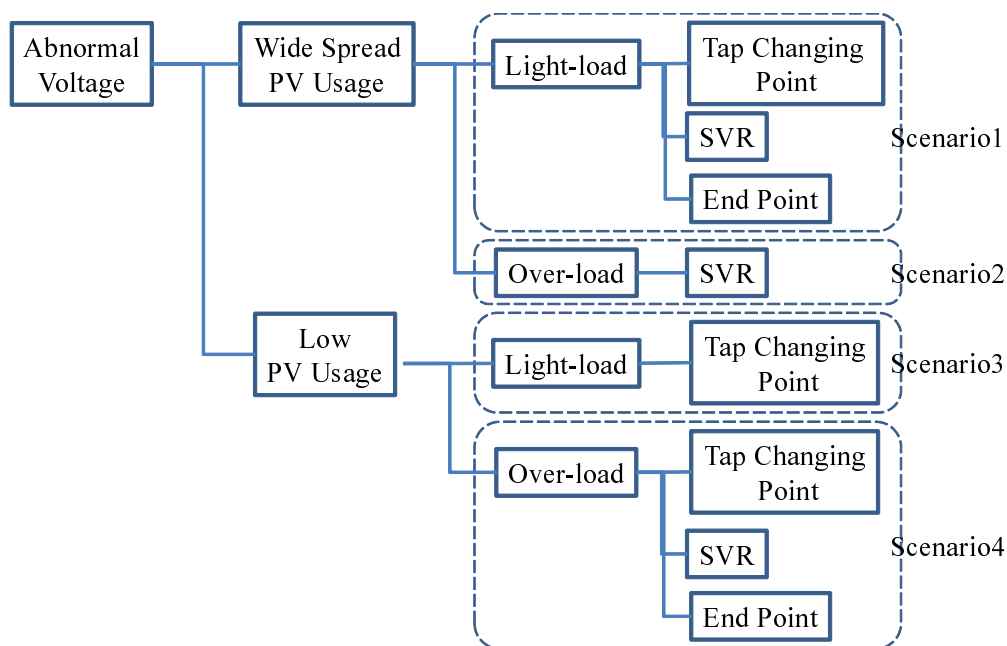 Abnormal
Voltage
Wide Spread
PV Usage
Light-load
Tap Changing
Point
SVR
End Point
Scenario1
Over-load
SVR
Scenario2
Low
PV Usage
Light-load
Tap Changing
Point
Scenario3
Over-load
Tap Changing
Point
SVR
End Point
Scenario4